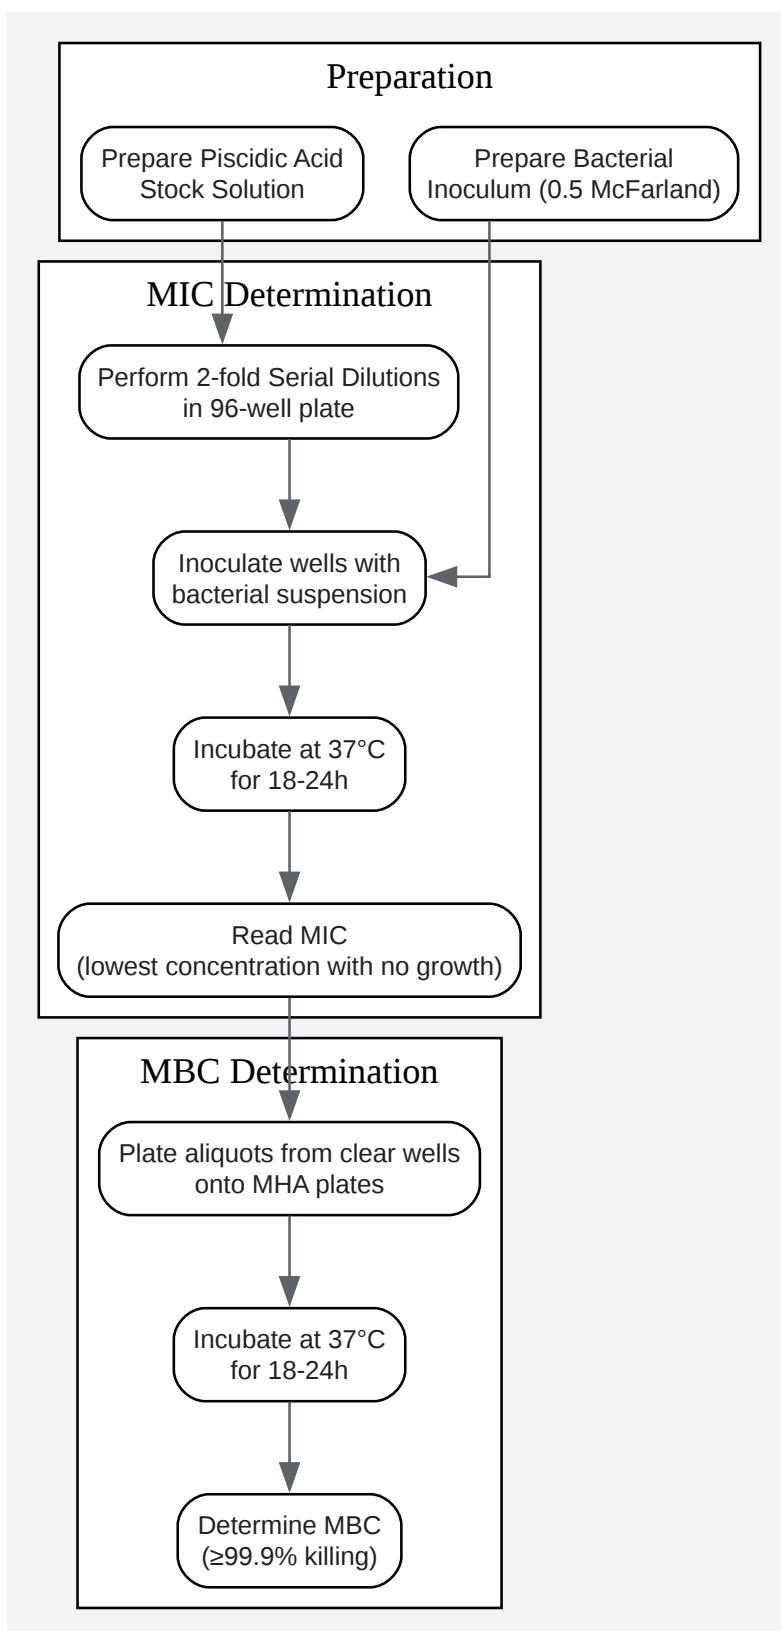 Preparation
Prepare Piscidic Acid
Stock Solution
Prepare Bacterial
Inoculum (0.5 McFarland)
MIC Determination
Perform 2-fold Serial Dilutions
in 96-well plate
Inoculate wells with
bacterial suspension
Incubate at 37°C
for 18-24h
Read MIC
(lowest concentration with no growth)
MBC Determination
Plate aliquots from clear wells
onto MHA plates
Incubate at 37°C
for 18-24h
Determine MBC
(≥99.9% killing)